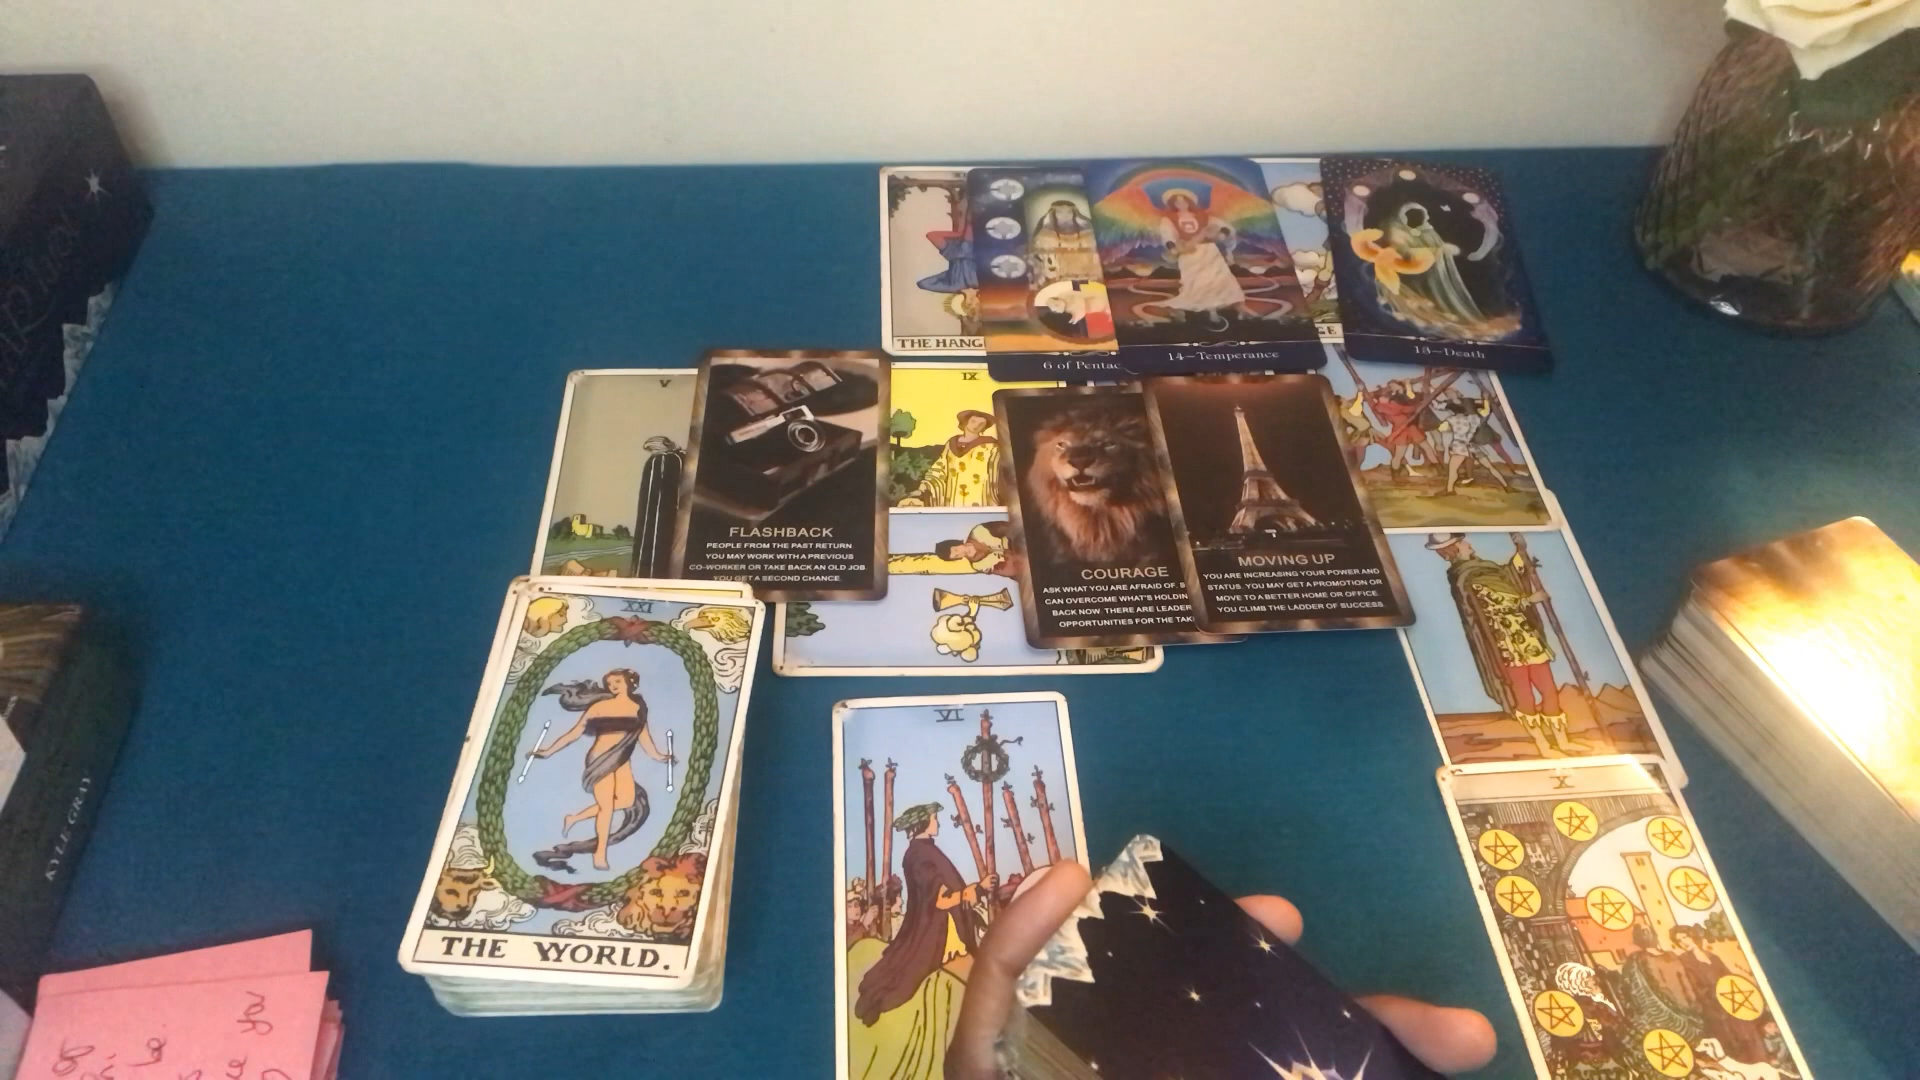 THE HANG
6 of Pentac
14—Temperance
GE
13—Death
V
IX
FLASHBACK
PEOPLE FROM THE PAST RETURN
YOU MAY WORK WITH A PREVIOUS
CO-WORKER OR TAKE BACK AN OLD JOB.
YOU GET A SECOND CHANCE.
COURAGE
ASK WHAT YOU ARE AFRAID OF. S
CAN OVERCOME WHAT'S HOLDIN
BACK NOW. THERE ARE LEADER
OPPORTUNITIES FOR THE TAK
MOVING UP
YOU ARE INCREASING YOUR POWER AND
STATUS. YOU MAY GET A PROMOTION OR
MOVE TO A BETTER HOME OR OFFICE.
YOU CLIMB THE LADDER OF SUCCESS.
XXI
THE WORLD.
VI
X
KYLE GRAY
you
be